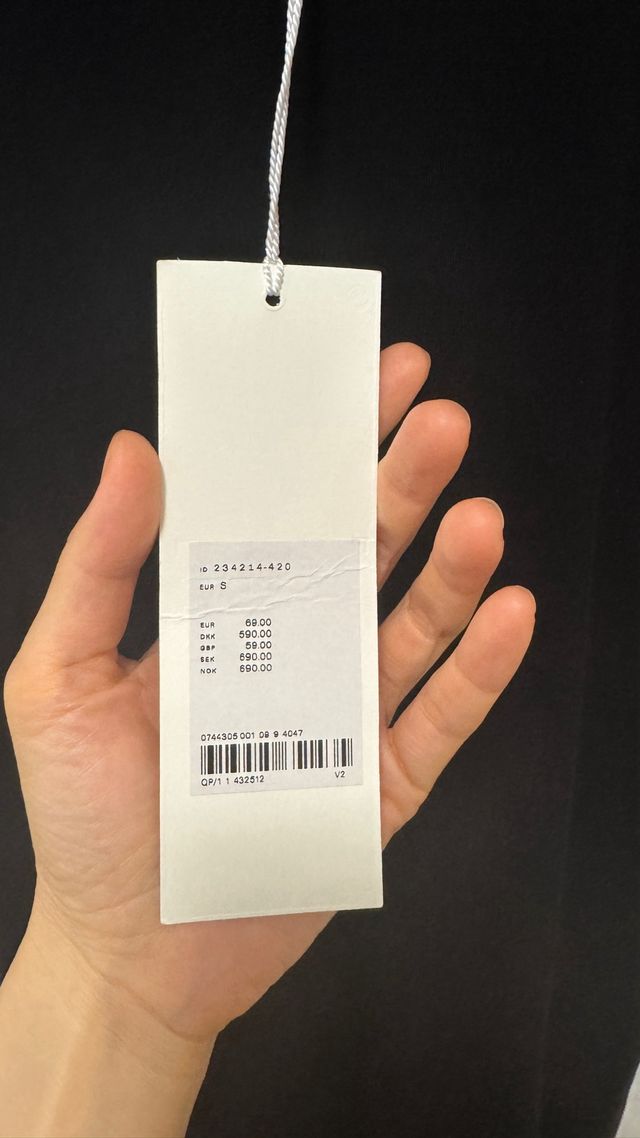 ID 234214-420
EUR S
EUR 69.00
DKK 590.00
GBP 59.00
SEK 690.00
NOK 690.00
0744305 001 09 9 4047
QP/1 1 432512 V2